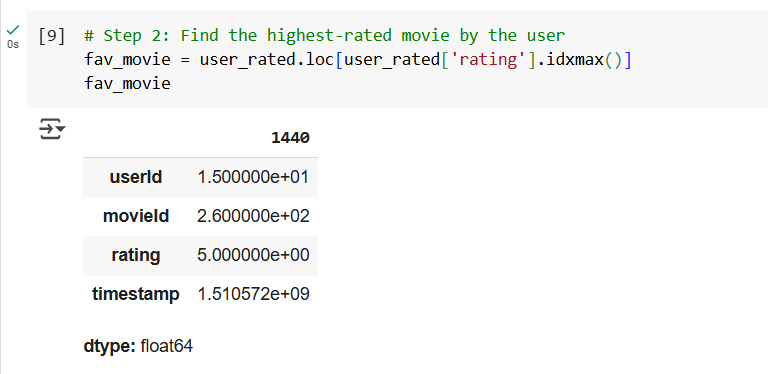 [9] # Step 2: Find the highest-rated movie by the user
fav_movie = user_rated.loc[user_rated['rating'].idxmax()]
fav_movie
0s
1440
userId 1.500000e+01
movieId 2.600000e+02
rating 5.000000e+00
timestamp 1.510572e+09
dtype: float64